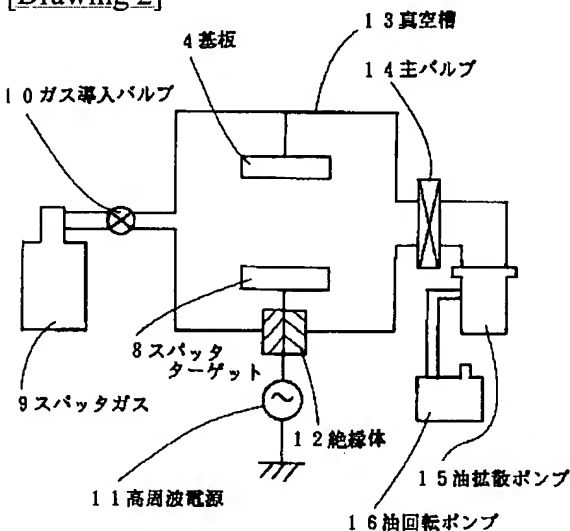 [Drawing 2]
13真空槽
4基板
14主バルブ
10ガス導入バルブ
8スパッタ
ターゲット
9スパッタガス
12絶縁体
11高周波電源
15油拡散ポンプ
16油回転ポンプ